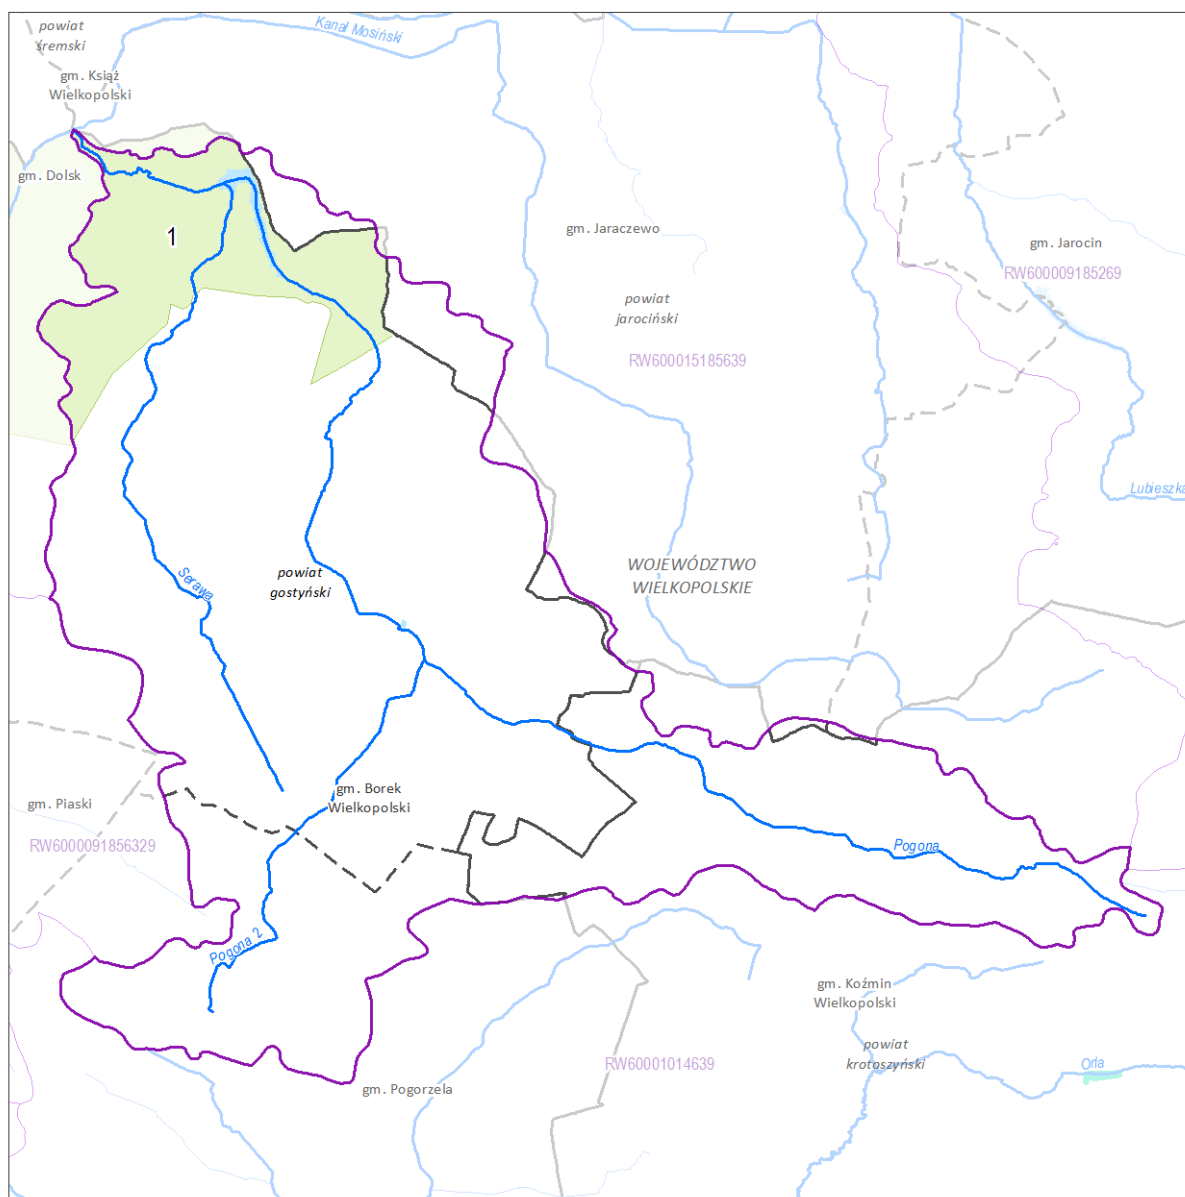 powiat
śremski
Kanał Mosiński
gm. Książ
Wielkopolski
gm. Dolsk
1
gm. Jaraczewo
gm. Jarocin
RW600009185269
powiat
jarociński
RW600015185639
Lubieszka
WOJEWÓDZTWO
WIELKOPOLSKIE
Serawa
powiat
gostyński
gm. Borek
Wielkopolski
gm. Piaski
RW6000091856329
Pogona
Pogona 2
gm. Koźmin
Wielkopolski
powiat
krotoszyński
RW60001014639
Orla
gm. Pogorzela